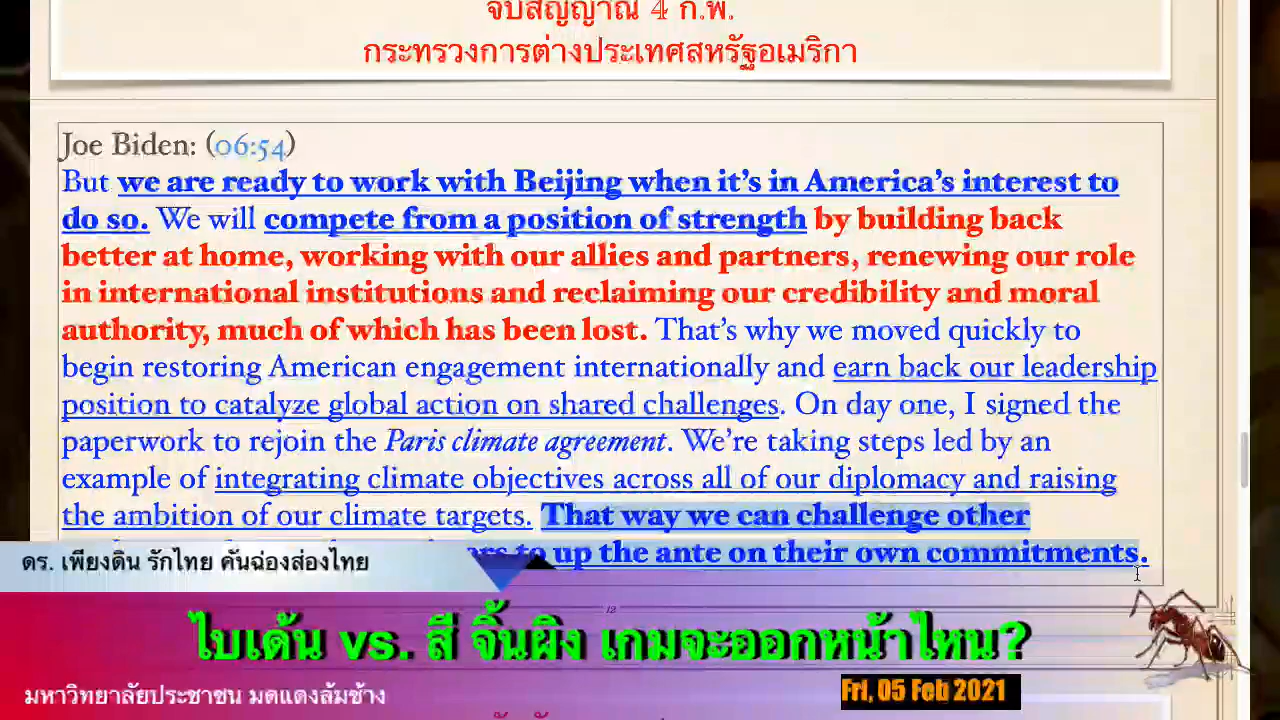 จับสัญญาณ 4 ก.พ.
กระทรวงการต่างประเทศสหรัฐอเมริกา
Joe Biden: (06:54)
But we are ready to work with Beijing when it's in America's interest to
do so. We will compete from a position of strength by building back
better at home, working with our allies and partners, renewing our role
in international institutions and reclaiming our credibility and moral
authority, much of which has been lost. That's why we moved quickly to
begin restoring American engagement internationally and earn back our leadership
position to catalyze global action on shared challenges. On day one, I signed the
paperwork to rejoin the Paris climate agreement. We're taking steps led by an
example of integrating climate objectives across all of our diplomacy and raising
the ambition of our climate targets. That way we can challenge other
to up the ante on their own commitments.
ดร. เพียงดิน รักไทย คันฉ่องส่องไทย
12
ไบเด้น vs. สี จิ้นผิง เกมจะออกหน้าไหน?
มหาวิทยาลัยประชาชน มดแดงล้มช้าง
Fri, 05 Feb 2021